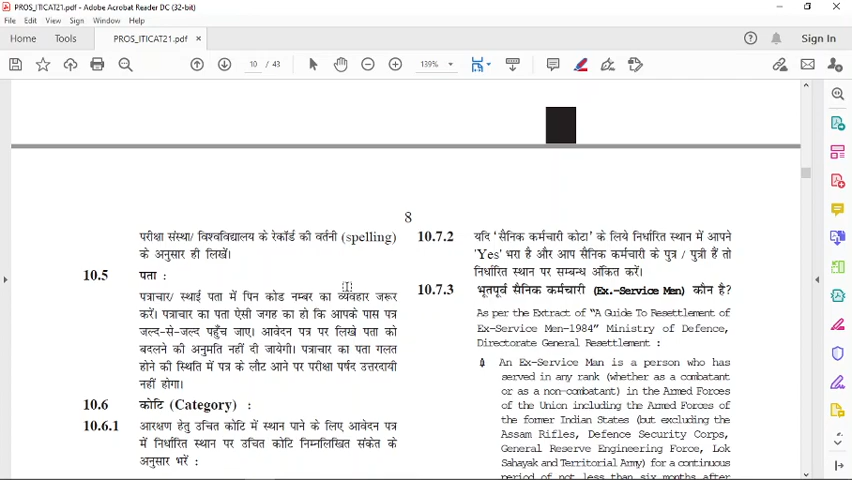 PROS_ITICAT21.pdf - Adobe Acrobat Reader DC (32-bit)
File Edit View Sign Window Help
Home Tools PROS_ITICAT21.pdf × Sign In
10 / 43 139%
8
परीक्षा संस्था/ विश्वविद्यालय के रेकॉर्ड की वर्तनी (spelling)
के अनुसार ही लिखें।
10.5 पता :
पत्राचार/ स्थाई पता में पिन कोड नम्बर का व्यवहार जरूर
करें। पत्राचार का पता ऐसी जगह का हो कि आपके पास पत्र
जल्द-से-जल्द पहुँच जाए। आवेदन पत्र पर लिखे पता को
बदलने की अनुमति नहीं दी जायेगी। पत्राचार का पता गलत
होने की स्थिति में पत्र के लौट आने पर परीक्षा पर्षद उत्तरदायी
नहीं होगा।
10.6 कोटि (Category) :
10.6.1 आरक्षण हेतु उचित कोटि में स्थान पाने के लिए आवेदन पत्र
में निर्धारित स्थान पर उचित कोटि निम्नलिखित संकेत के
अनुसार भरें :
10.7.2 यदि 'सैनिक कर्मचारी कोटा' के लिये निर्धारित स्थान में आपने
'Yes' भरा है और आप सैनिक कर्मचारी के पुत्र / पुत्री हैं तो
निर्धारित स्थान पर सम्बन्ध अंकित करें।
10.7.3 भूतपूर्व सैनिक कर्मचारी (Ex.-Service Men) कौन है?
As per the Extract of "A Guide To Resettlement of
Ex-Service Men-1984" Ministry of Defence,
Directorate General Resettlement :
An Ex-Service Man is a person who has
served in any rank (whether as a combatant
or as a non-combatant) in the Armed Forces
of the Union including the Armed Forces of
the former Indian States (but excluding the
Assam Rifles, Defence Security Corps,
General Reserve Engineering Force, Lok
Sahayak and Territorial Army) for a continuous
period of not less than six months after